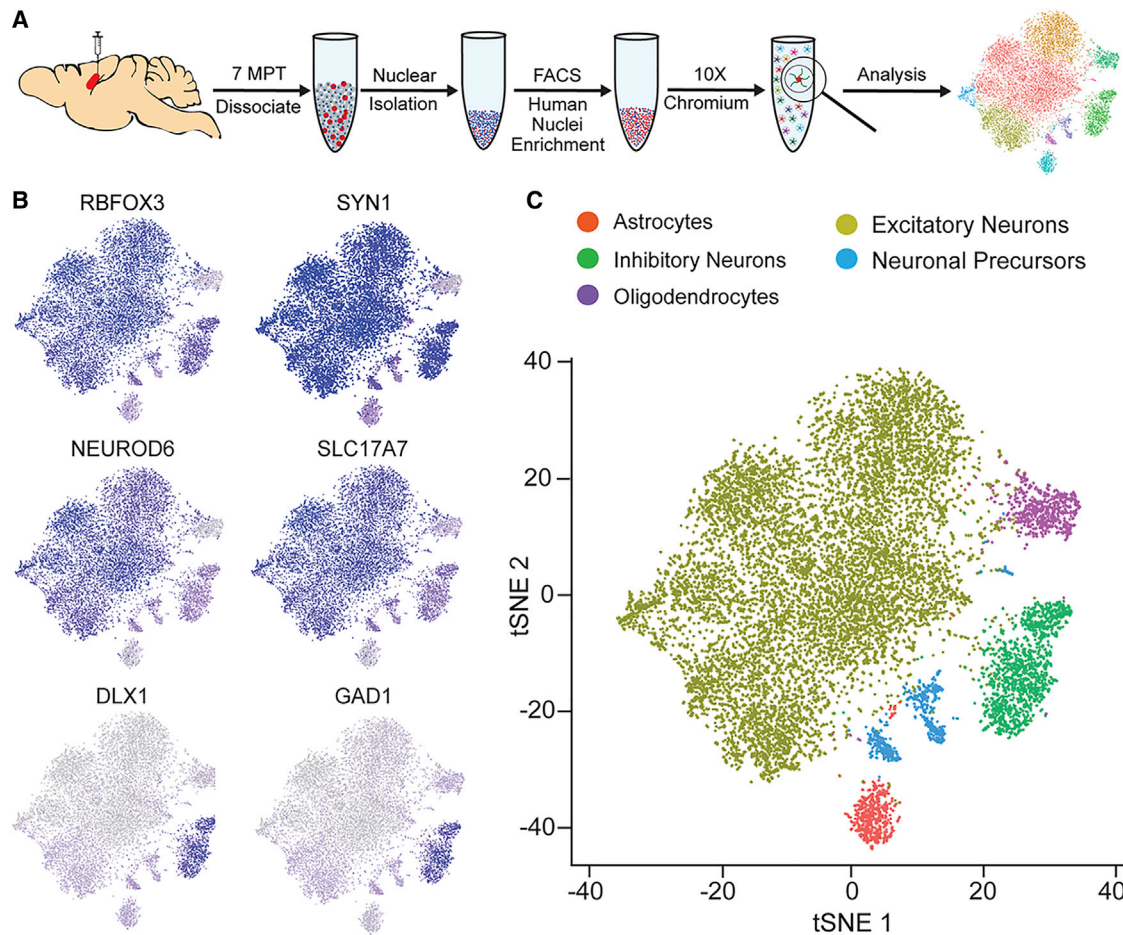 A
7 MPT
Dissociate
Nuclear
Isolation
FACS
Human
Nuclei
Enrichment
10X
Chromium
Analysis
B
RBFOX3
SYN1
NEUROD6
SLC17A7
DLX1
GAD1
C
Astrocytes
Excitatory Neurons
Inhibitory Neurons
Neuronal Precursors
Oligodendrocytes
40
20
0
-20
-40
tSNE 2
-40
-20
0
20
40
tSNE 1